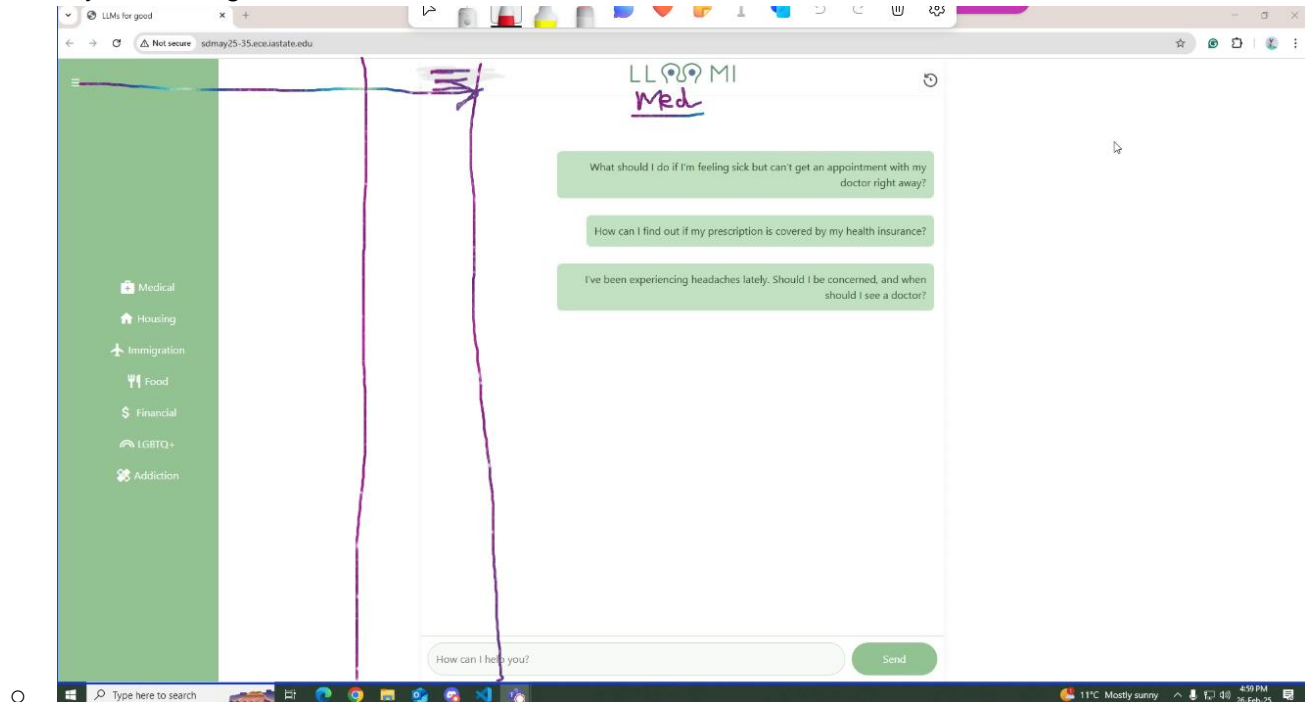 LLMs for good
Not secure sdmay25-35.ece.iastate.edu
LL MI
Med
What should I do if I'm feeling sick but can't get an appointment with my
doctor right away?
How can I find out if my prescription is covered by my health insurance?
I've been experiencing headaches lately. Should I be concerned, and when
should I see a doctor?
Medical
Housing
Immigration
Food
$ Financial
LGBTQ+
Addiction
How can I help you?
Send
Type here to search
11°C Mostly sunny
4:59 PM
26-Feb-25